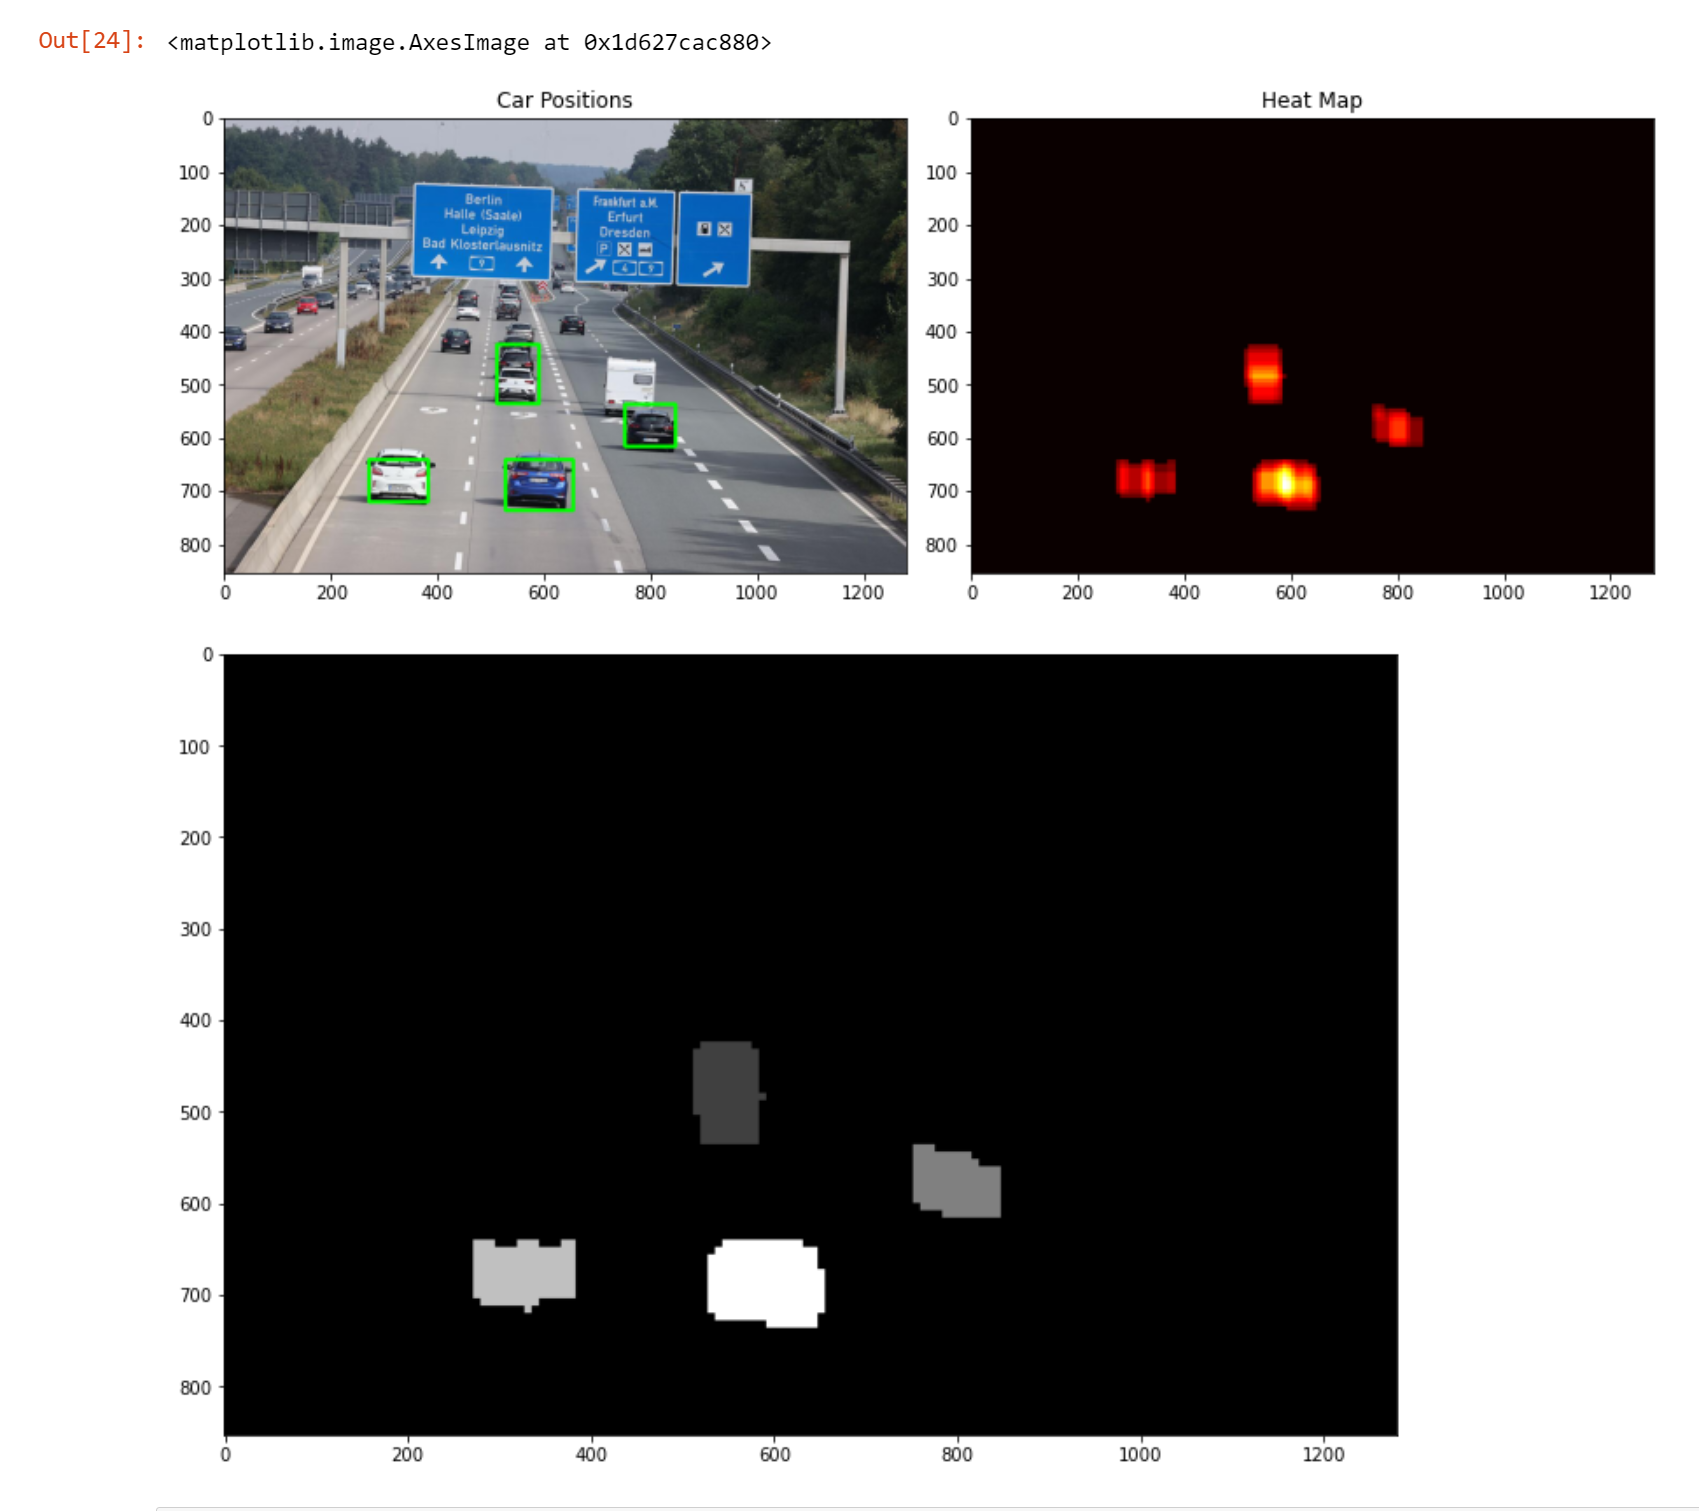 Out[24]: <matplotlib.image.AxesImage at 0x1d627cac880>
Car Positions
0
100
200
300
400
500
600
700
800
0 200 400 600 800 1000 1200
Berlin
Halle (Saale)
Leipzig
Bad Klosterlausnitz
9
Frankfurt a.M.
Erfurt
Dresden
P
4 9
Heat Map
0
100
200
300
400
500
600
700
800
0 200 400 600 800 1000 1200
0
100
200
300
400
500
600
700
800
0 200 400 600 800 1000 1200